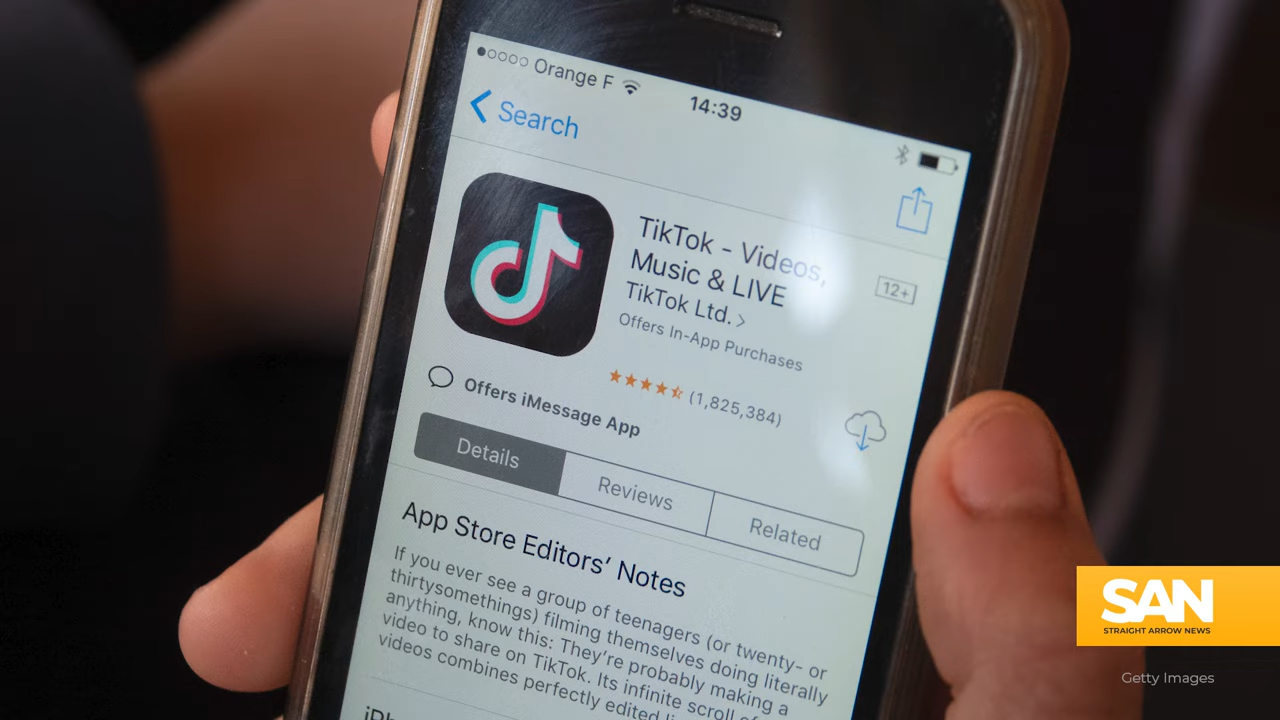 Orange F 14:39
Search
TikTok - Videos,
Music & LIVE
12+
TikTok Ltd.
Offers In-App Purchases
(1,825,384)
Offers iMessage App
Details Reviews Related
App Store Editors’ Notes
If you ever see a group of teenagers (or twenty- or
thirtysomethings) filming themselves doing literally
anything, know this: They’re probably making a
video to share on TikTok. Its infinite scroll of
videos combines perfectly edited
SAN
STRAIGHT ARROW NEWS
Getty Images